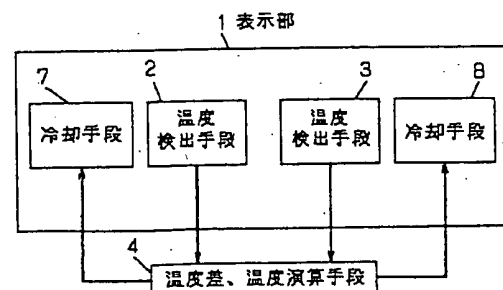 1 表示部
7
2
3
8
冷却手段
温度
検出手段
温度
検出手段
冷却手段
4
温度差、温度演算手段